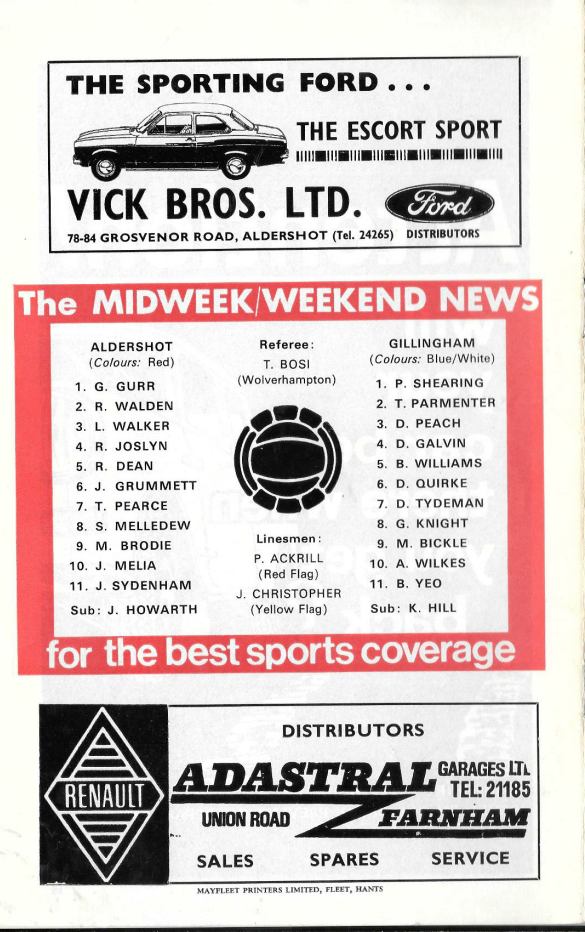 THE SPORTING FORD . . .
THE ESCORT SPORT
VICK BROS. LTD.
Ford
78-84 GROSVENOR ROAD, ALDERSHOT (Tel. 24265) DISTRIBUTORS
The MIDWEEK/WEEKEND NEWS
ALDERSHOT
(Colours: Red)
1. G. GURR
2. R. WALDEN
3. L. WALKER
4. R. JOSLYN
5. R. DEAN
6. J. GRUMMETT
7. T. PEARCE
8. S. MELLEDEW
9. M. BRODIE
10. J. MELIA
11. J. SYDENHAM
Sub: J. HOWARTH
Referee:
T. BOSI
(Wolverhampton)
Linesmen:
P. ACKRILL
(Red Flag)
J. CHRISTOPHER
(Yellow Flag)
GILLINGHAM
(Colours: Blue/White)
1. P. SHEARING
2. T. PARMENTER
3. D. PEACH
4. D. GALVIN
5. B. WILLIAMS
6. D. QUIRKE
7. D. TYDEMAN
8. G. KNIGHT
9. M. BICKLE
10. A. WILKES
11. B. YEO
Sub: K. HILL
for the best sports coverage
RENAULT
DISTRIBUTORS
ADASTRAL GARAGES LTD.
TEL: 21185
UNION ROAD FARNHAM
SALES SPARES SERVICE
MAYFLEET PRINTERS LIMITED, FLEET, HANTS